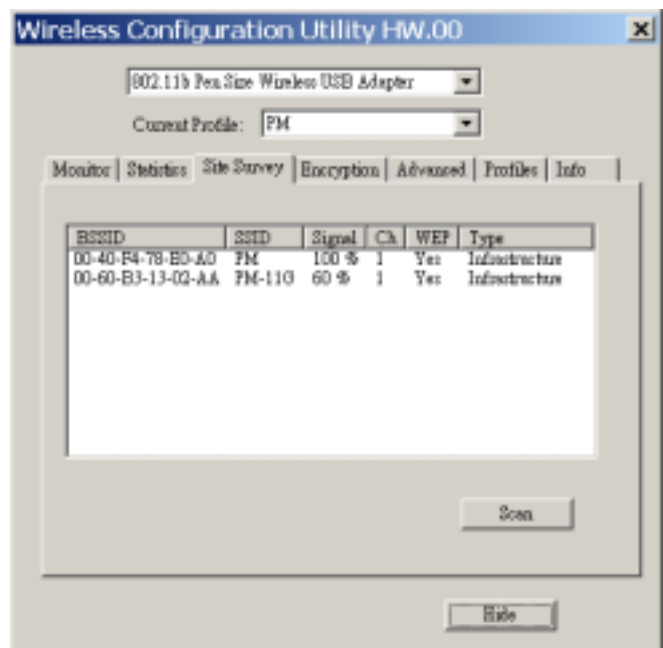 Wireless Configuration Utility HW.00
802.11b Pen Size Wireless USB Adapter
Current Profile: PM
Monitor Statistics Site Survey Encryption Advanced Profiles Info
BSSID SSID Signal Ch WEP Type
00-40-F4-78-E0-A0 PM 100 % 1 Yes Infrastructure
00-60-B3-13-02-AA PM-11G 60 % 1 Yes Infrastructure
Scan
Hide